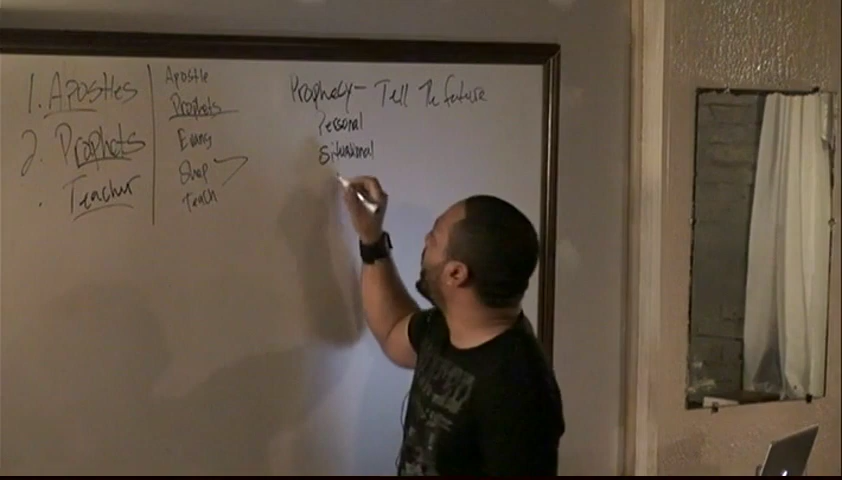 1. Apostles
2. Prophets
. Teacher
Apostle
Prophets
Evang
Shep
Teach
Prophecy - Tell the future
Personal
Situational